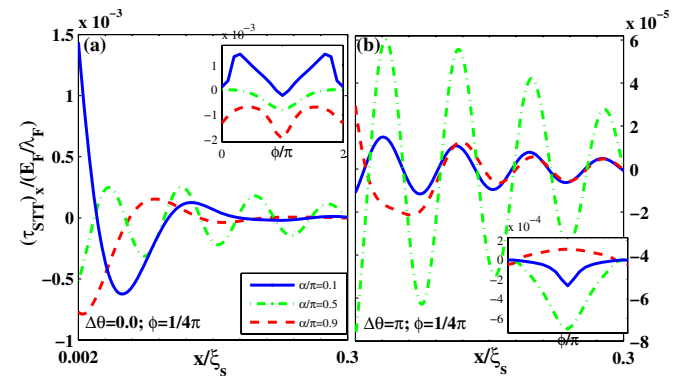 x 10⁻³
1.5
1
0.5
0
-0.5
-1
(τ_STT)_x/(E_F/λ_F)
(a)
x 10⁻³
1
0
−1
−2
0
ϕ/π
2
α/π=0.1
α/π=0.5
α/π=0.9
Δθ=0.0; ϕ=1/4π
0.002
x/ξ_s
0.3
(b)
x 10⁻⁵
6
4
2
0
-2
-4
-6
-8
x 10⁻⁴
2
0
−2
−4
−6
ϕ/π
Δθ=π; ϕ=1/4π
x/ξ_s
0.3